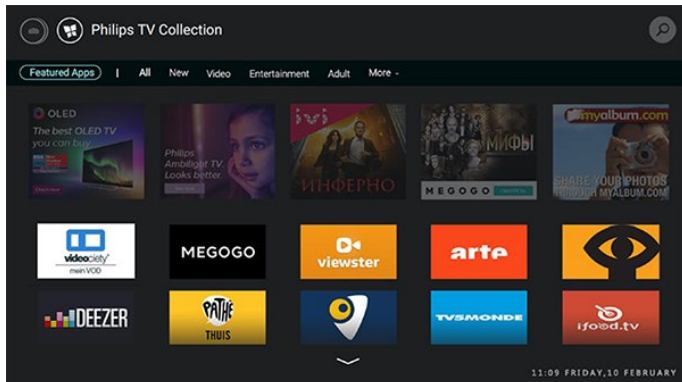 Philips TV Collection
Featured Apps | All New Video Entertainment Adult More
OLED
The best OLED TV
you can buy
Philips
Ambilight TV.
Looks better.
ivi
ИНФЕРНО
МИФЫ
MEGOGO
myalbum.com
SHARE YOUR PHOTOS
THROUGH MYALBUM.COM
videociety
mein VOD
MEGOGO
viewster
arte
DEEZER
PATHÉ
THUIS
TV5MONDE
ifood.tv
11:09 FRIDAY,10 FEBRUARY